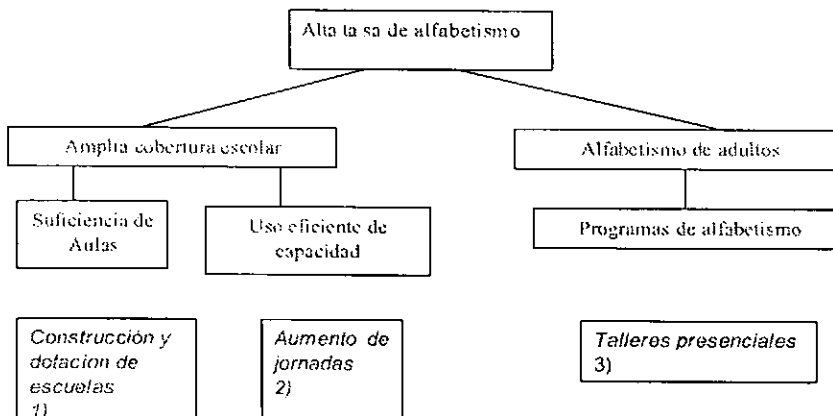 Alta ta sa de alfabetismo
Amplia cobertura escolar
Alfabetismo de adultos
Suficiencia de
Aulas
Uso eficiente de
capacidad
Programas de alfabetismo
Construcción y
dotacion de
escuelas
1)
Aumento de
jornadas
2)
Talleres presenciales
3)